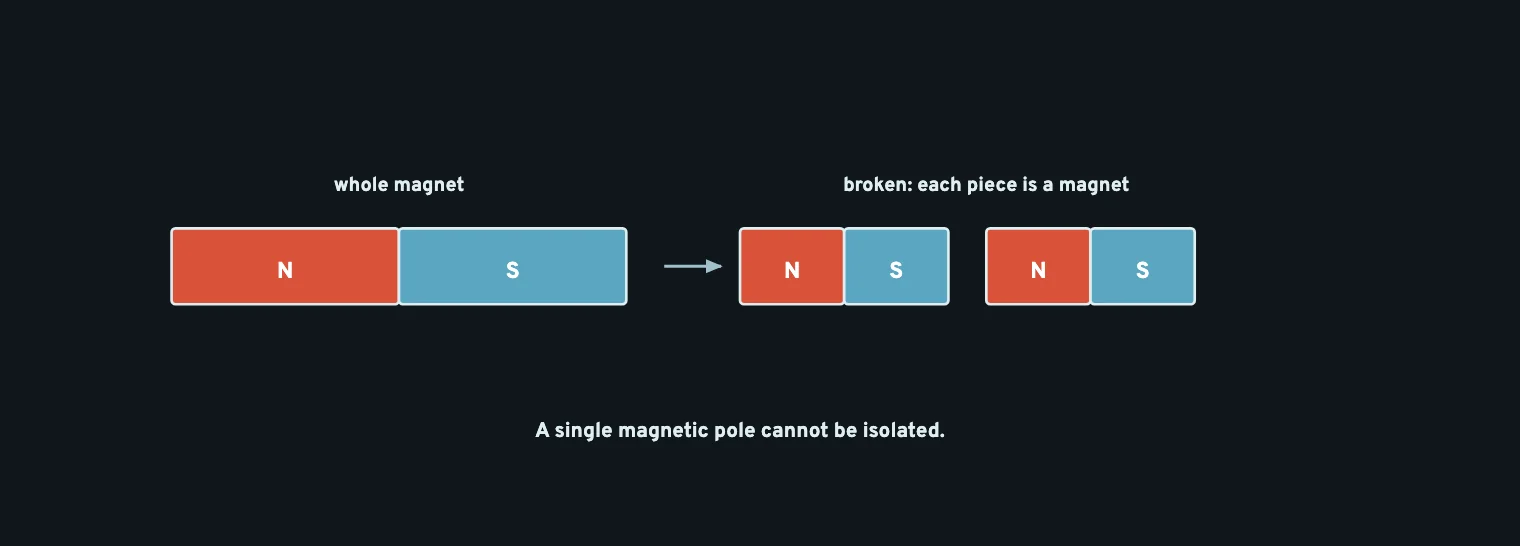 whole magnet
broken: each piece is a magnet
N
S
N
S
N
S
A single magnetic pole cannot be isolated.